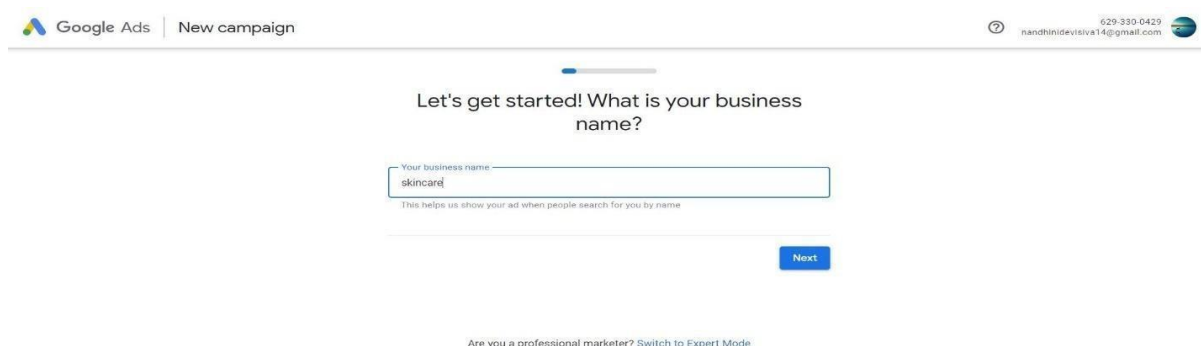 Google Ads New campaign
629-330-0429
nandhinidevisiva14@gmail.com
Let's get started! What is your business
name?
Your business name
skincare
This helps us show your ad when people search for you by name
Next
Are you a professional marketer? Switch to Expert Mode